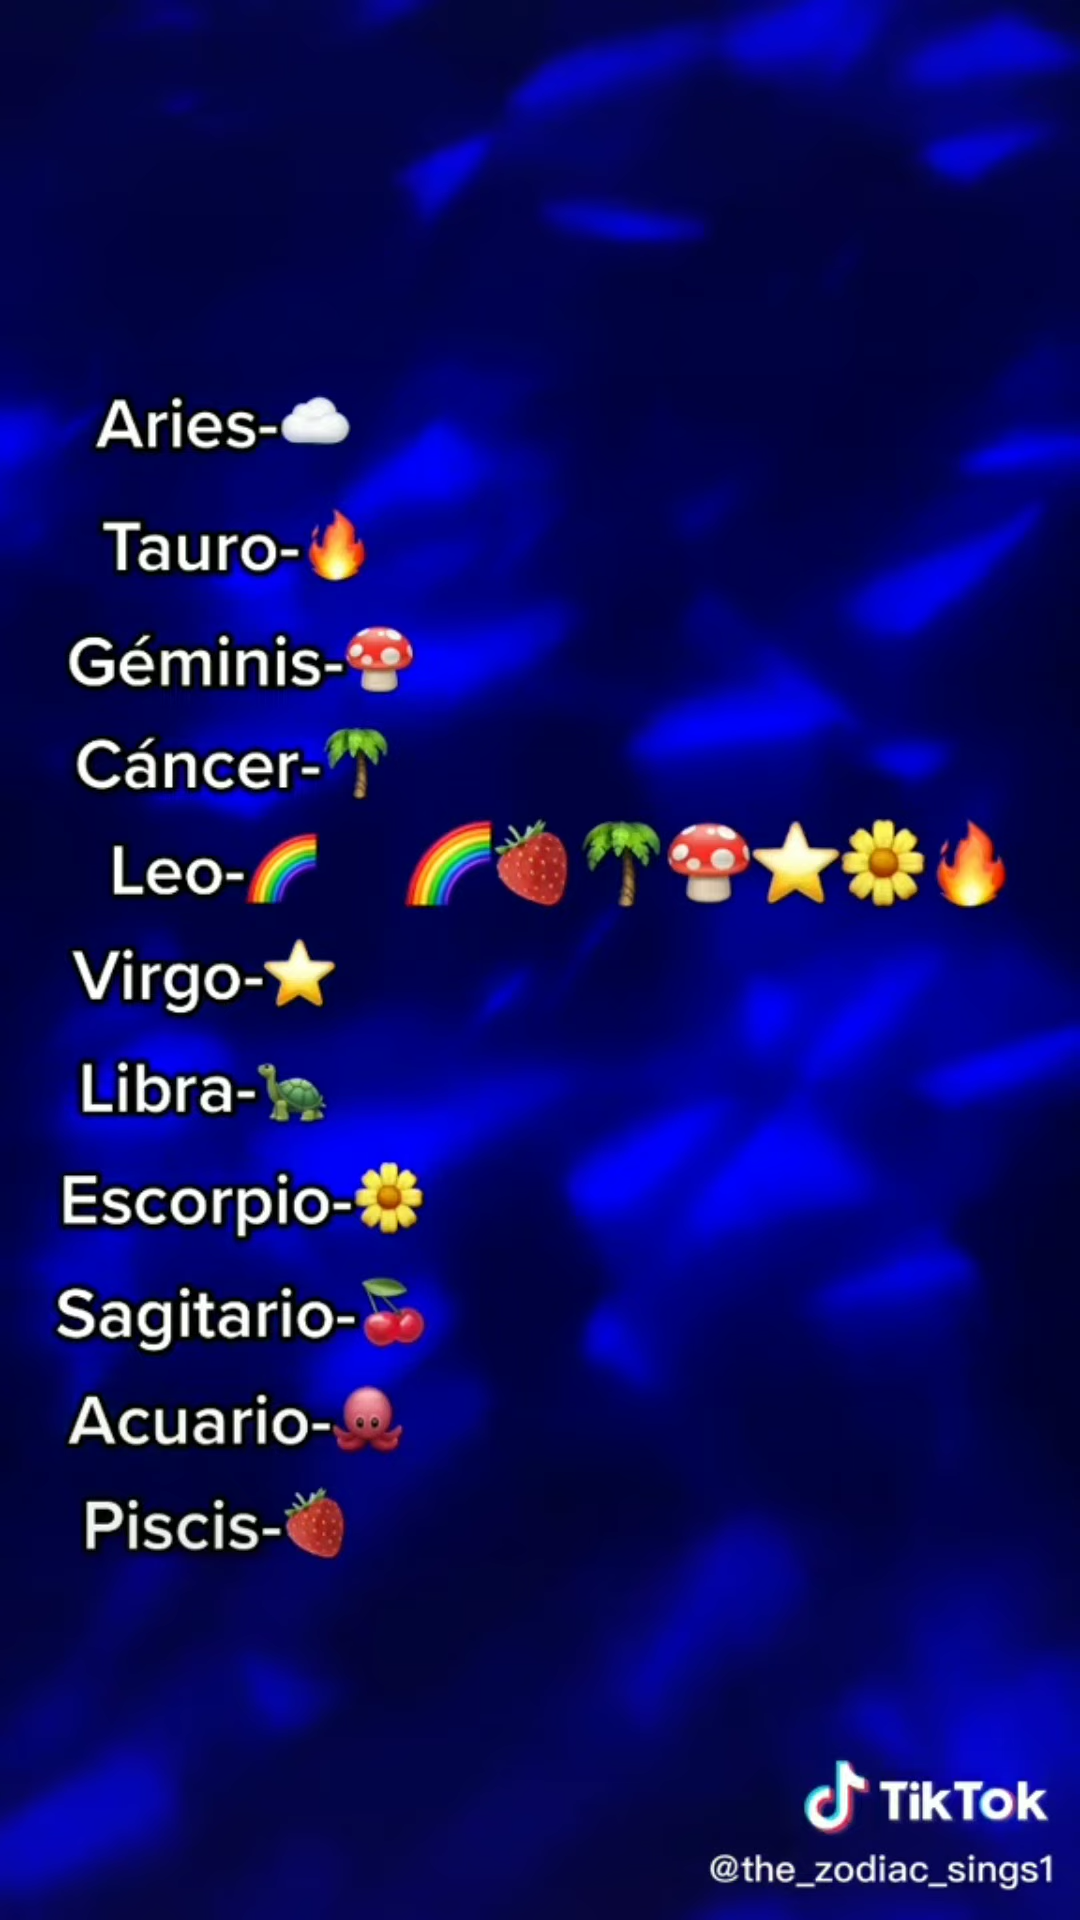 Aries-☁️
Tauro-🔥
Géminis-🍄
Cáncer-🌴
Leo-🌈 🌈🍓🌴🍄⭐🌼🔥
Virgo-⭐
Libra-🐢
Escorpio-🌼
Sagitario-🍒
Acuario-🐙
Piscis-🍓
TikTok
@the_zodiac_sings1